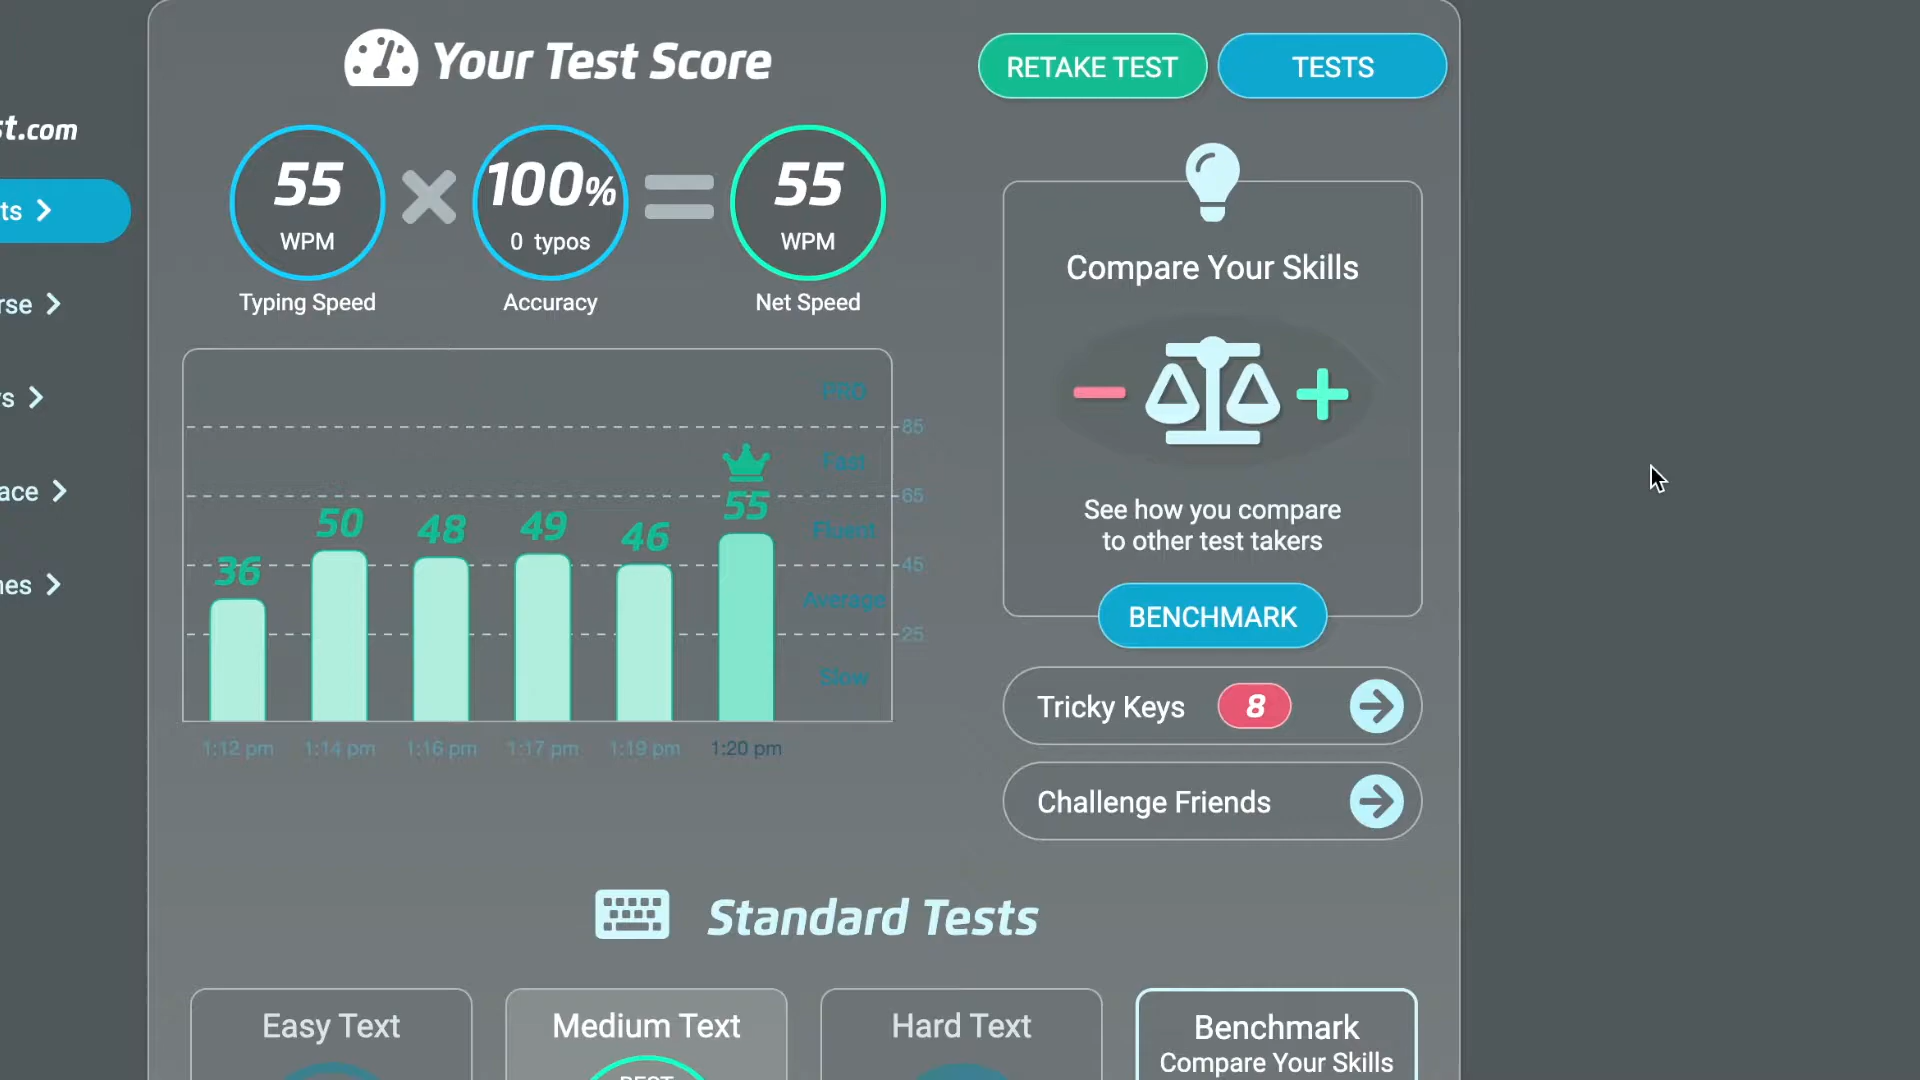 Your Test Score
RETAKE TEST
TESTS
st.com
ts
rse
ys
ace
mes
55
WPM
Typing Speed
100%
0 typos
Accuracy
55
WPM
Net Speed
Compare Your Skills
See how you compare
to other test takers
BENCHMARK
PRO
85
Fast
65
Fluent
45
Average
25
Slow
36
50
48
49
46
55
1:12 pm
1:14 pm
1:16 pm
1:17 pm
1:19 pm
1:20 pm
Tricky Keys 8
Challenge Friends
Standard Tests
Easy Text
Medium Text
Hard Text
Benchmark
Compare Your Skills